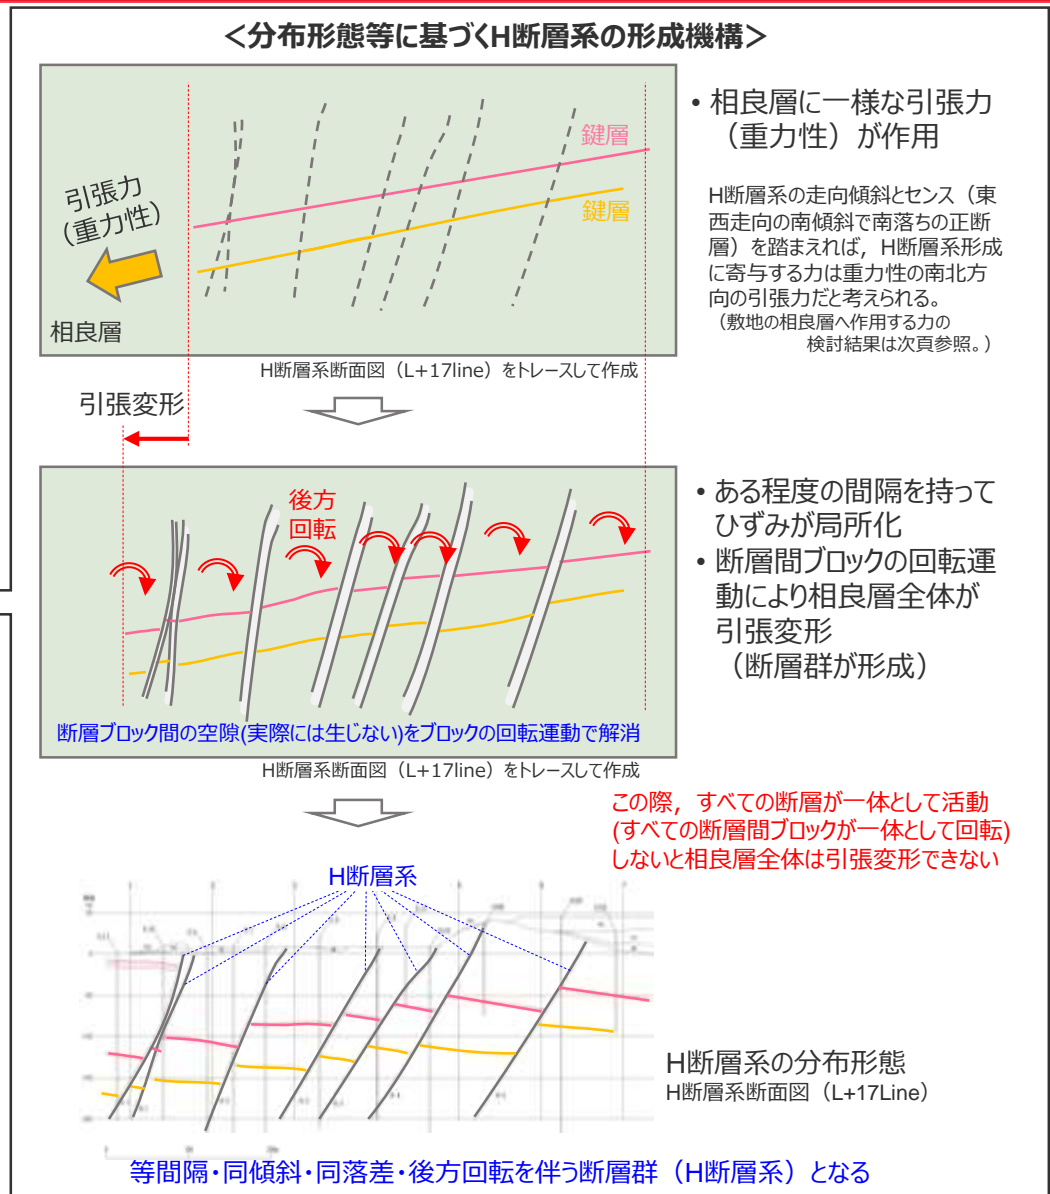 ＜分布形態等に基づくH断層系の形成機構＞
鍵層
鍵層
引張力
（重力性）
相良層
H断層系断面図（L+17line）をトレースして作成
• 相良層に一様な引張力
（重力性）が作用
H断層系の走向傾斜とセンス（東
西走向の南傾斜で南落ちの正断
層）を踏まえれば，H断層系形成
に寄与する力は重力性の南北方
向の引張力だと考えられる。
（敷地の相良層へ作用する力の
検討結果は次頁参照。）
引張変形
後方
回転
断層ブロック間の空隙(実際には生じない)をブロックの回転運動で解消
H断層系断面図（L+17line）をトレースして作成
• ある程度の間隔を持って
ひずみが局所化
• 断層間ブロックの回転運
動により相良層全体が
引張変形
（断層群が形成）
この際，すべての断層が一体として活動
(すべての断層間ブロックが一体として回転)
しないと相良層全体は引張変形できない
H断層系
H断層系の分布形態
H断層系断面図（L+17Line）
等間隔・同傾斜・同落差・後方回転を伴う断層群（H断層系）となる